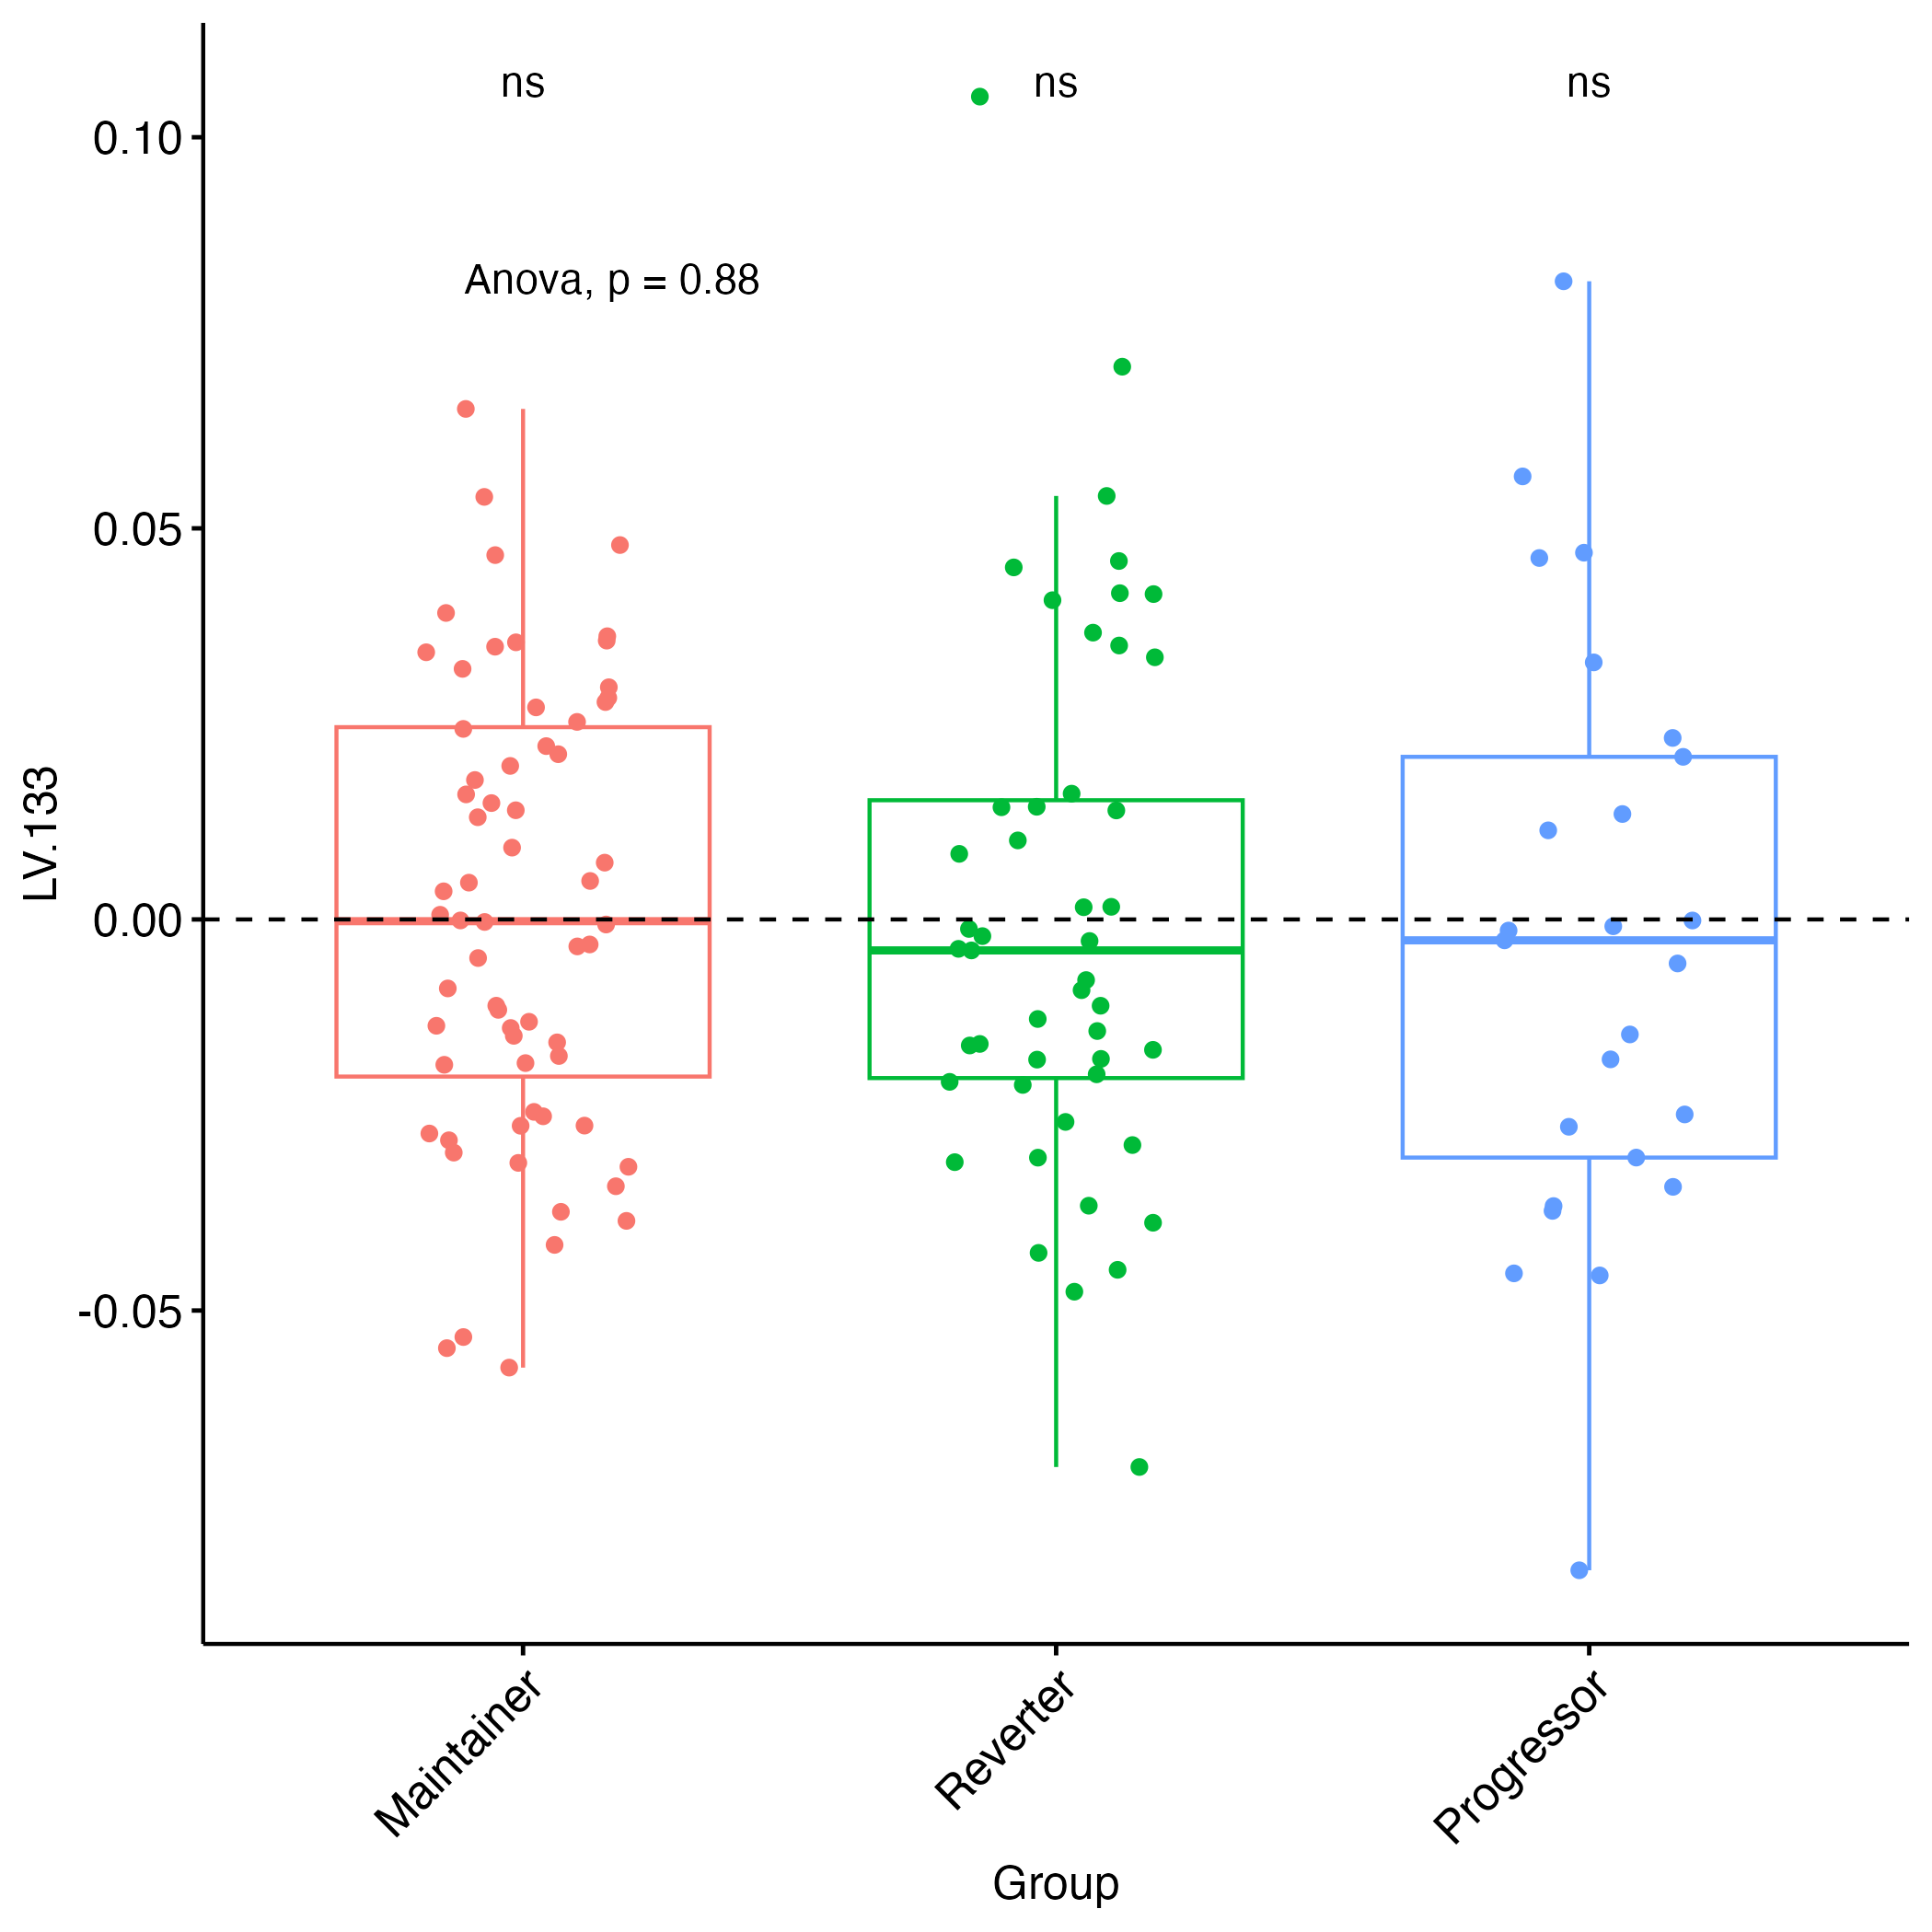 ns ns ns
0.10
Anova, p = 0.88
0.05
LV.133
0.00
-0.05
Maintainer Reverter Progressor
Group